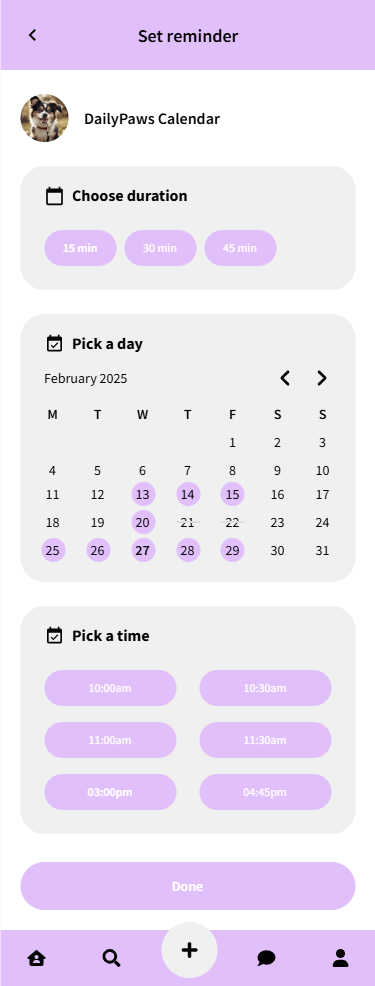 Set reminder
DailyPaws Calendar
Choose duration
15 min 30 min 45 min
Pick a day
February 2025
M T W T F S S
1 2 3
4 5 6 7 8 9 10
11 12 13 14 15 16 17
18 19 20 21 22 23 24
25 26 27 28 29 30 31
Pick a time
10:00am 10:30am
11:00am 11:30am
03:00pm 04:45pm
Done